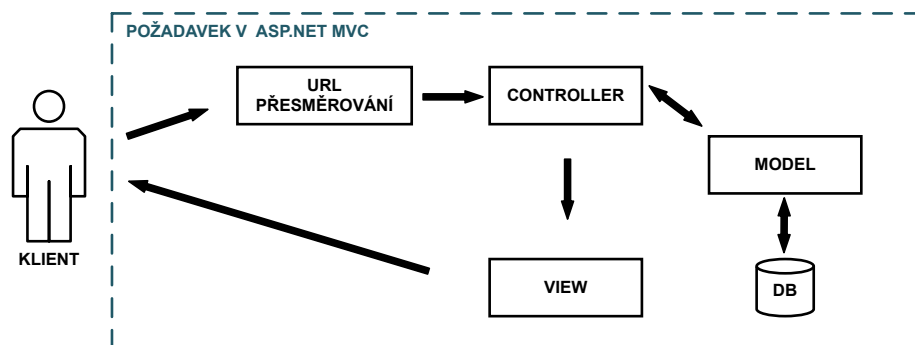 POŽADAVEK V ASP.NET MVC
URL
PŘESMĚROVÁNÍ
CONTROLLER
MODEL
KLIENT
VIEW
DB